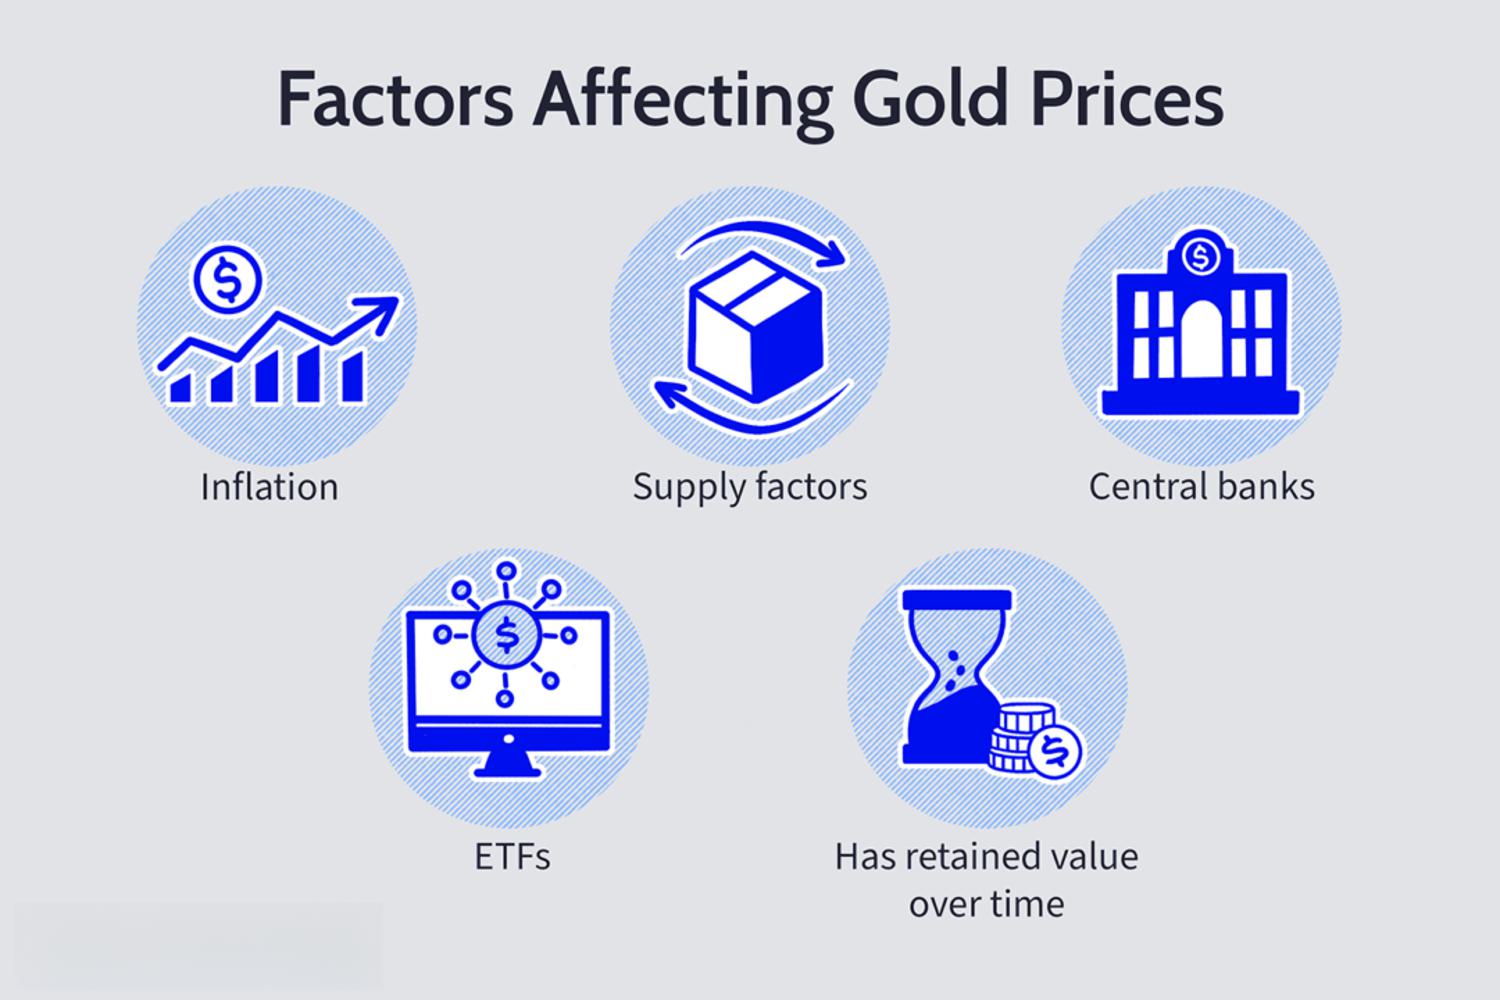 Factors Affecting Gold Prices
$
$
Inflation
Supply factors
Central banks
$
$
ETFs
Has retained value
over time